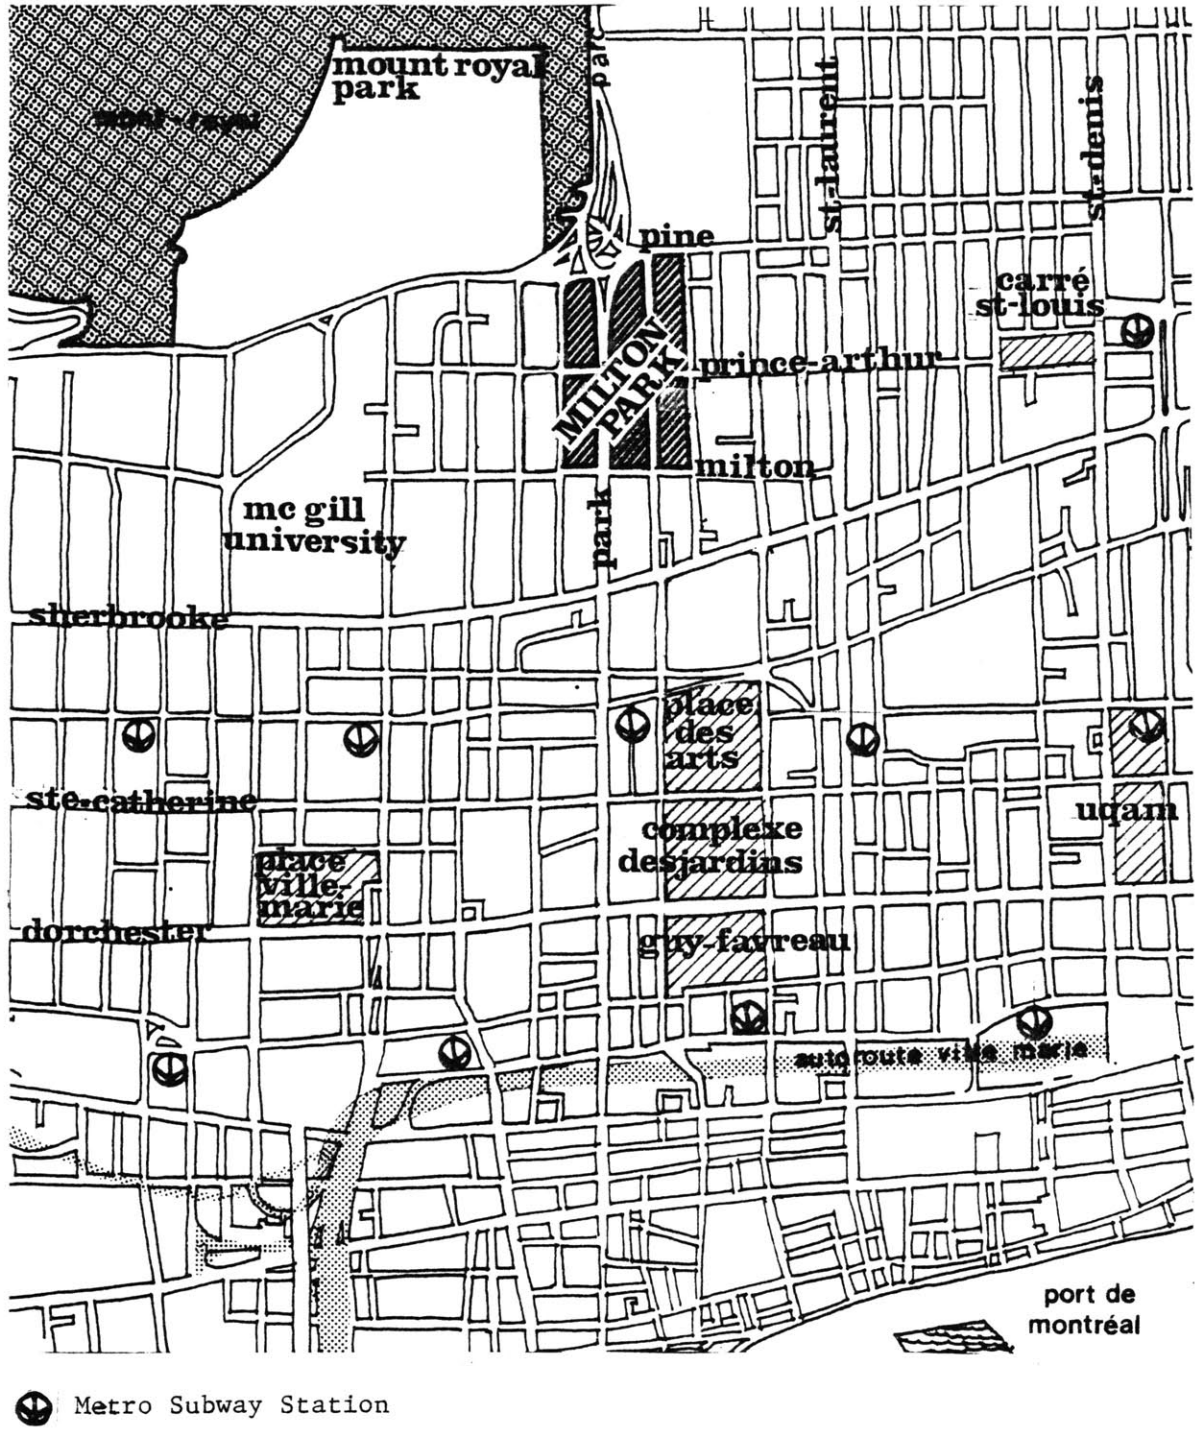 parc
mount royal
park
mont-royal
st-laurent
st-denis
pine
carré
st-louis
MILTON
PARK
prince-arthur
milton
mc gill
university
park
sherbrooke
place
des
arts
ste-catherine
uqam
complexe
desjardins
place
ville-
marie
dorchester
guy-favreau
autoroute ville marie
port de
montréal
Metro Subway Station